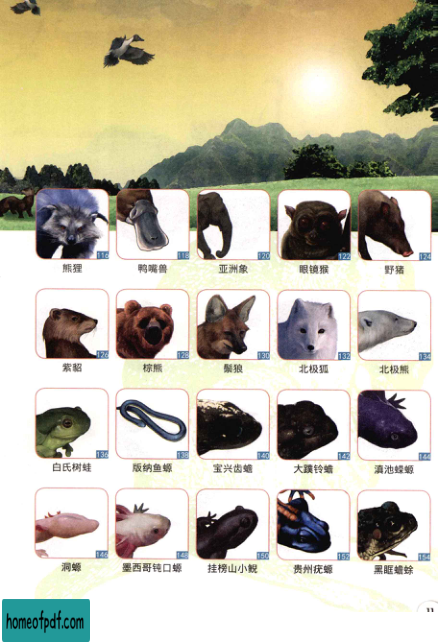 116 118 120 122 124
熊狸 鸭嘴兽 亚洲象 眼镜猴 野猪
126 128 130 132 134
紫貂 棕熊 鬃狼 北极狐 北极熊
136 138 140 142 144
白氏树蛙 版纳鱼螈 宝兴齿蟾 大蹼铃蟾 滇池蝾螈
146 148 150 152 154
洞螈 墨西哥钝口螈 挂榜山小鲵 贵州疣螈 黑眶蟾蜍
homeofpdf.com